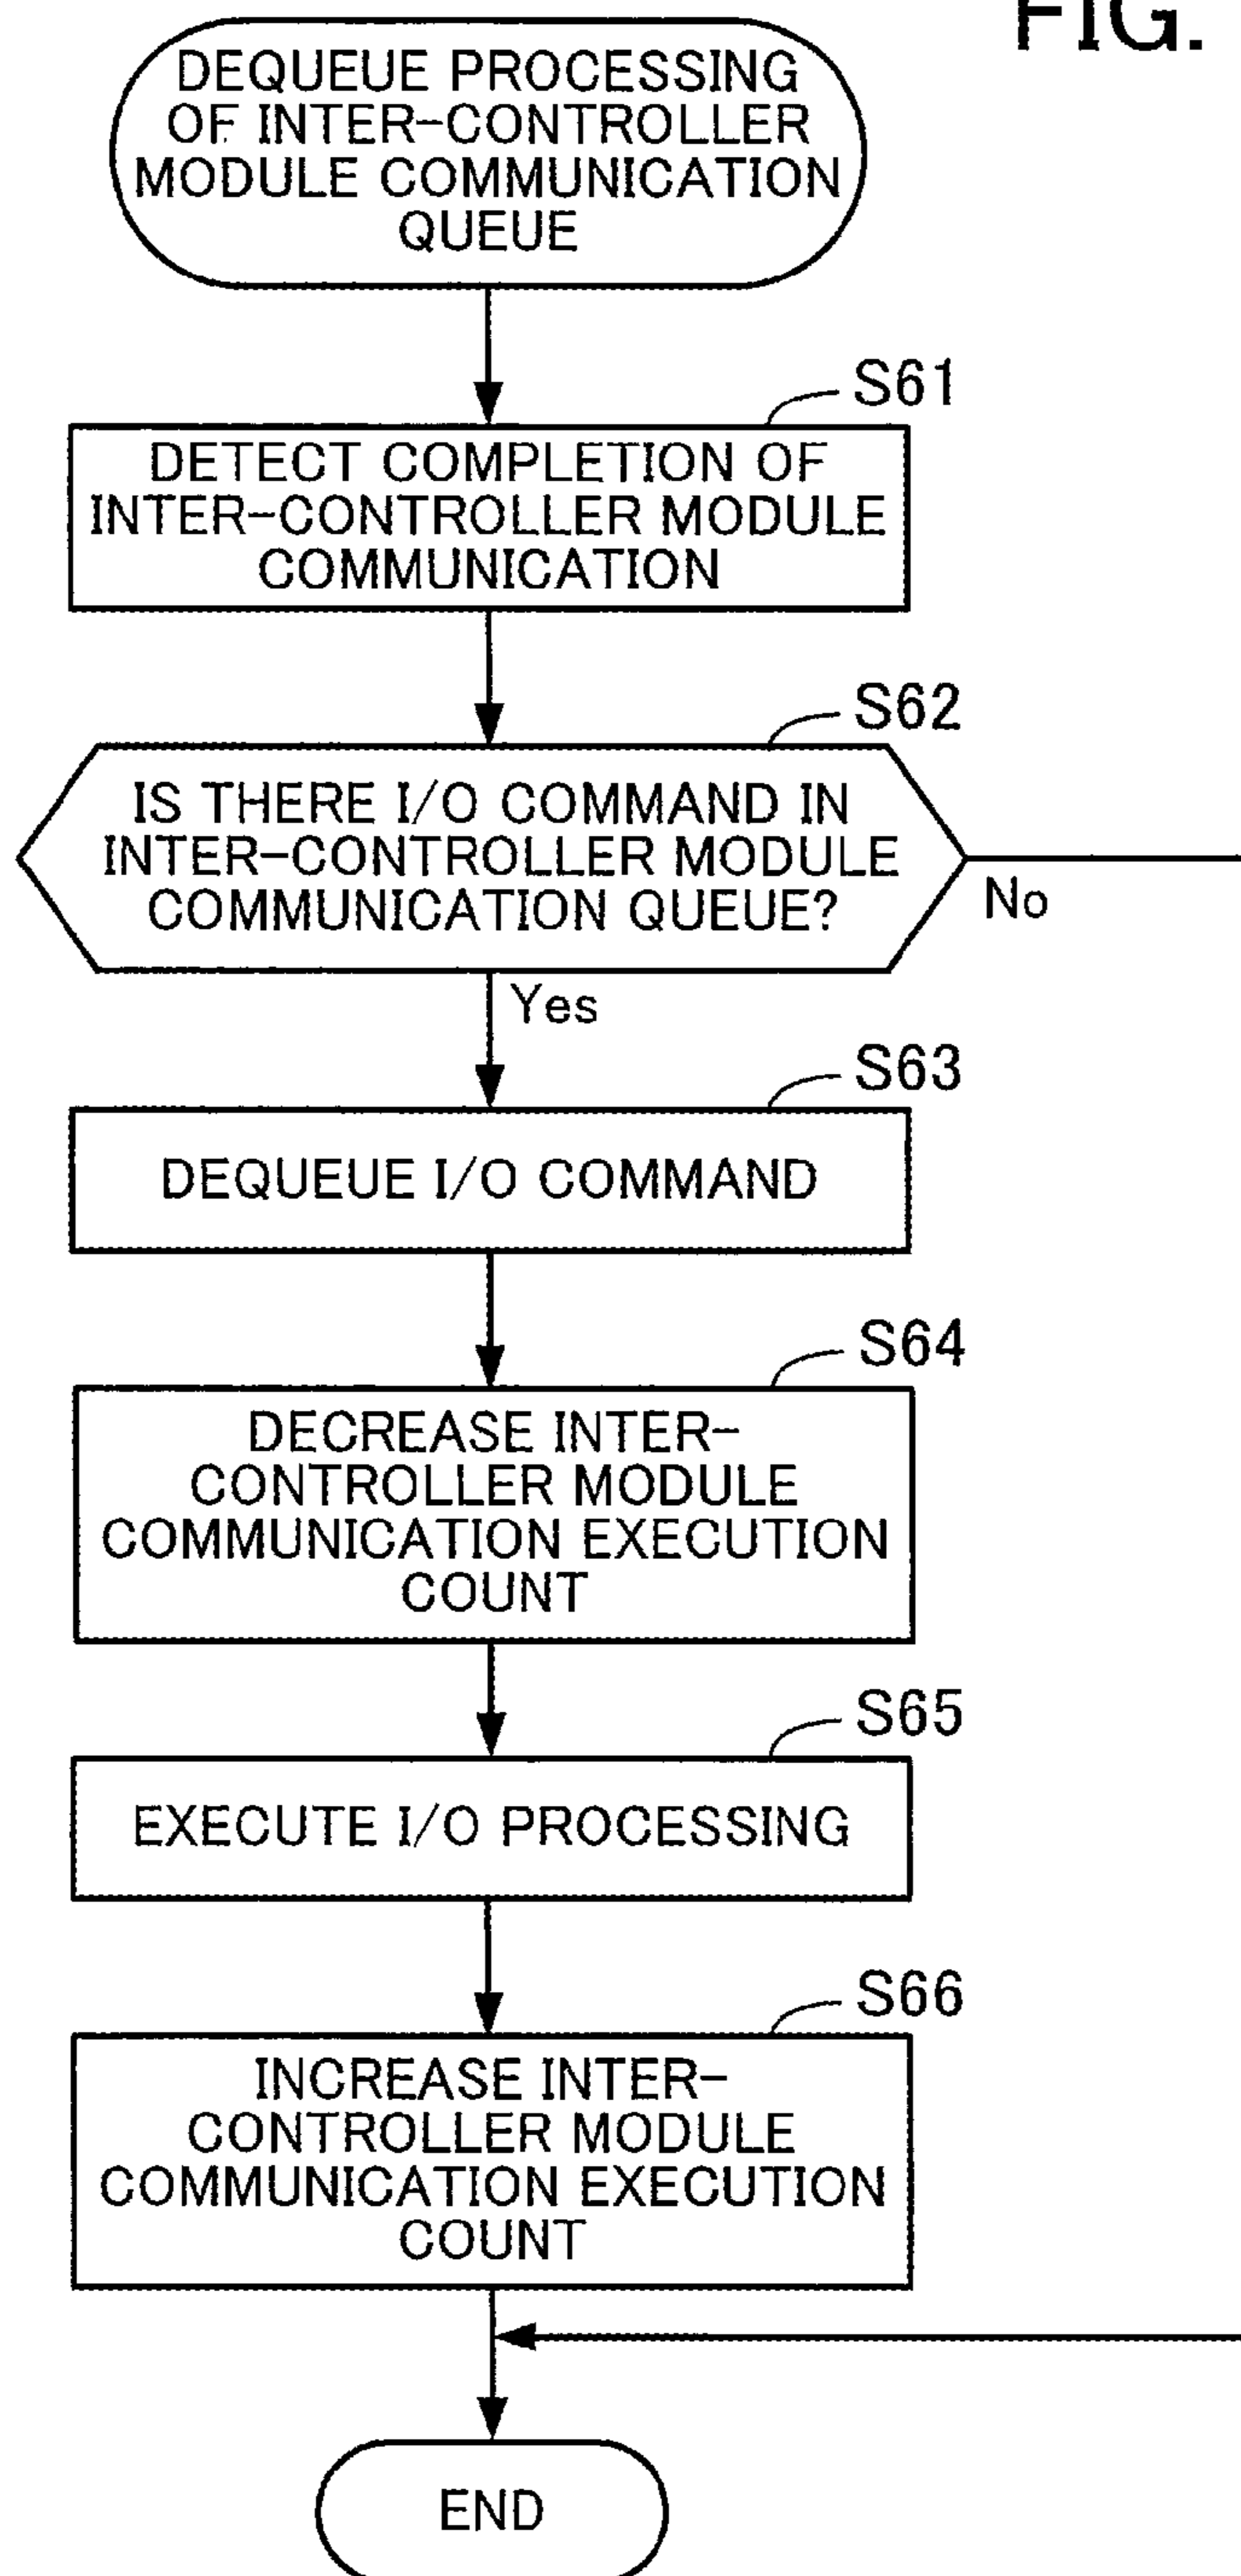 FIG.
DEQUEUE PROCESSING
OF INTER-CONTROLLER
MODULE COMMUNICATION
QUEUE
S61
DETECT COMPLETION OF
INTER-CONTROLLER MODULE
COMMUNICATION
S62
IS THERE I/O COMMAND IN
INTER-CONTROLLER MODULE
COMMUNICATION QUEUE?
No
Yes
S63
DEQUEUE I/O COMMAND
S64
DECREASE INTER-
CONTROLLER MODULE
COMMUNICATION EXECUTION
COUNT
S65
EXECUTE I/O PROCESSING
S66
INCREASE INTER-
CONTROLLER MODULE
COMMUNICATION EXECUTION
COUNT
END